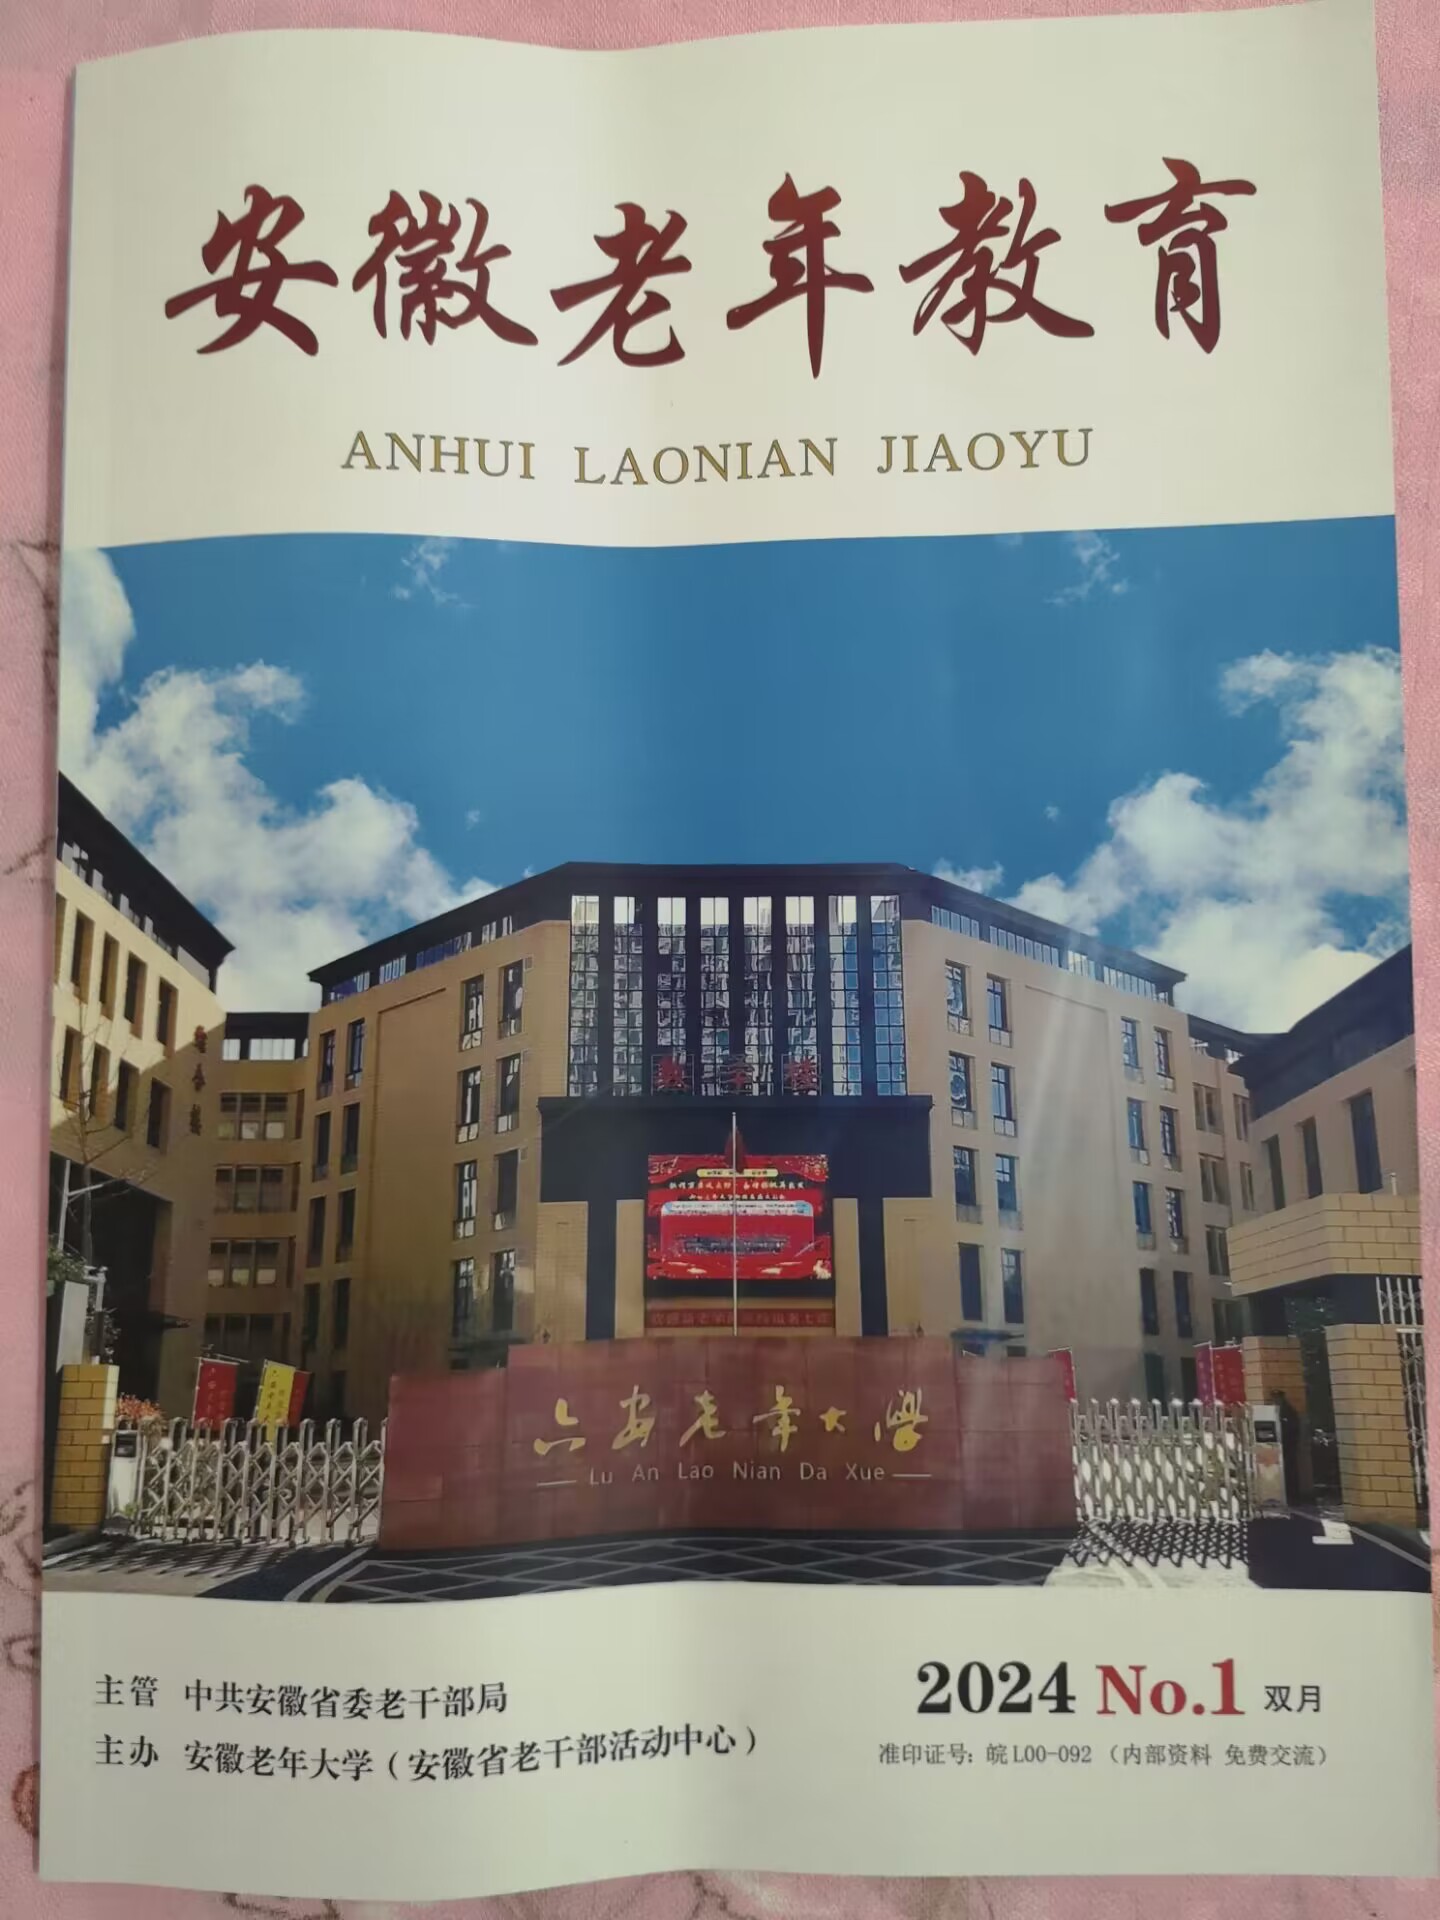 安徽老年教育
ANHUI LAONIAN JIAOYU
教学楼
六安老年大学
Lu An Lao Nian Da Xue
主管 中共安徽省委老干部局
主办 安徽老年大学（安徽省老干部活动中心）
2024 No.1 双月
准印证号: 皖L00-092 （内部资料 免费交流）